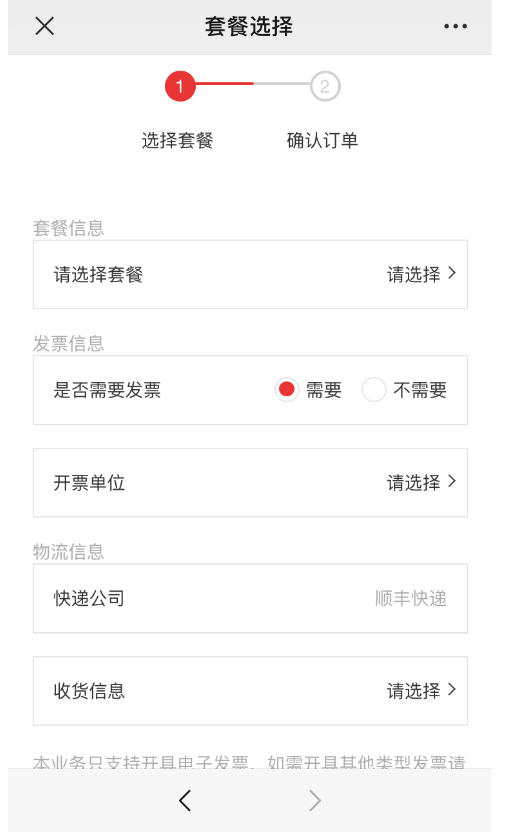 套餐选择
1
2
选择套餐
确认订单
套餐信息
请选择套餐 请选择
发票信息
是否需要发票 需要 不需要
开票单位 请选择
物流信息
快递公司 顺丰快递
收货信息 请选择
本业务只支持开具电子发票，如需开具其他类型发票请